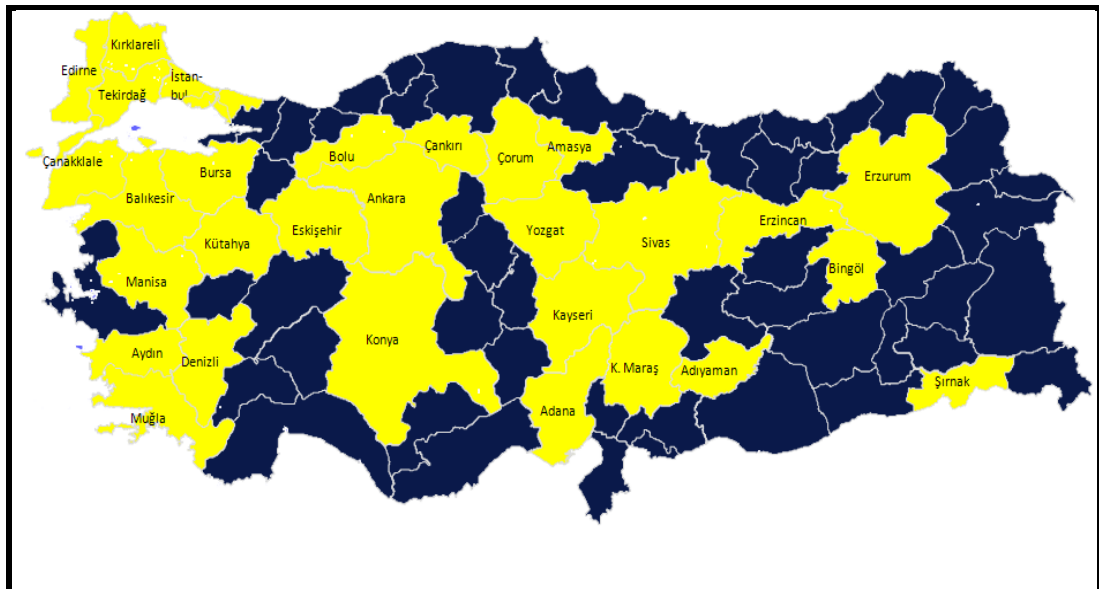 Kırklareli
Edirne
İstan-
bul
Tekirdağ
Çanakklale
Bursa
Bolu
Çankırı
Çorum
Amasya
Balıkesir
Ankara
Erzurum
Kütahya
Eskişehir
Yozgat
Sivas
Erzincan
Manisa
Bingöl
Kayseri
Konya
Aydın
Denizli
K. Maraş
Adıyaman
Şırnak
Muğla
Adana